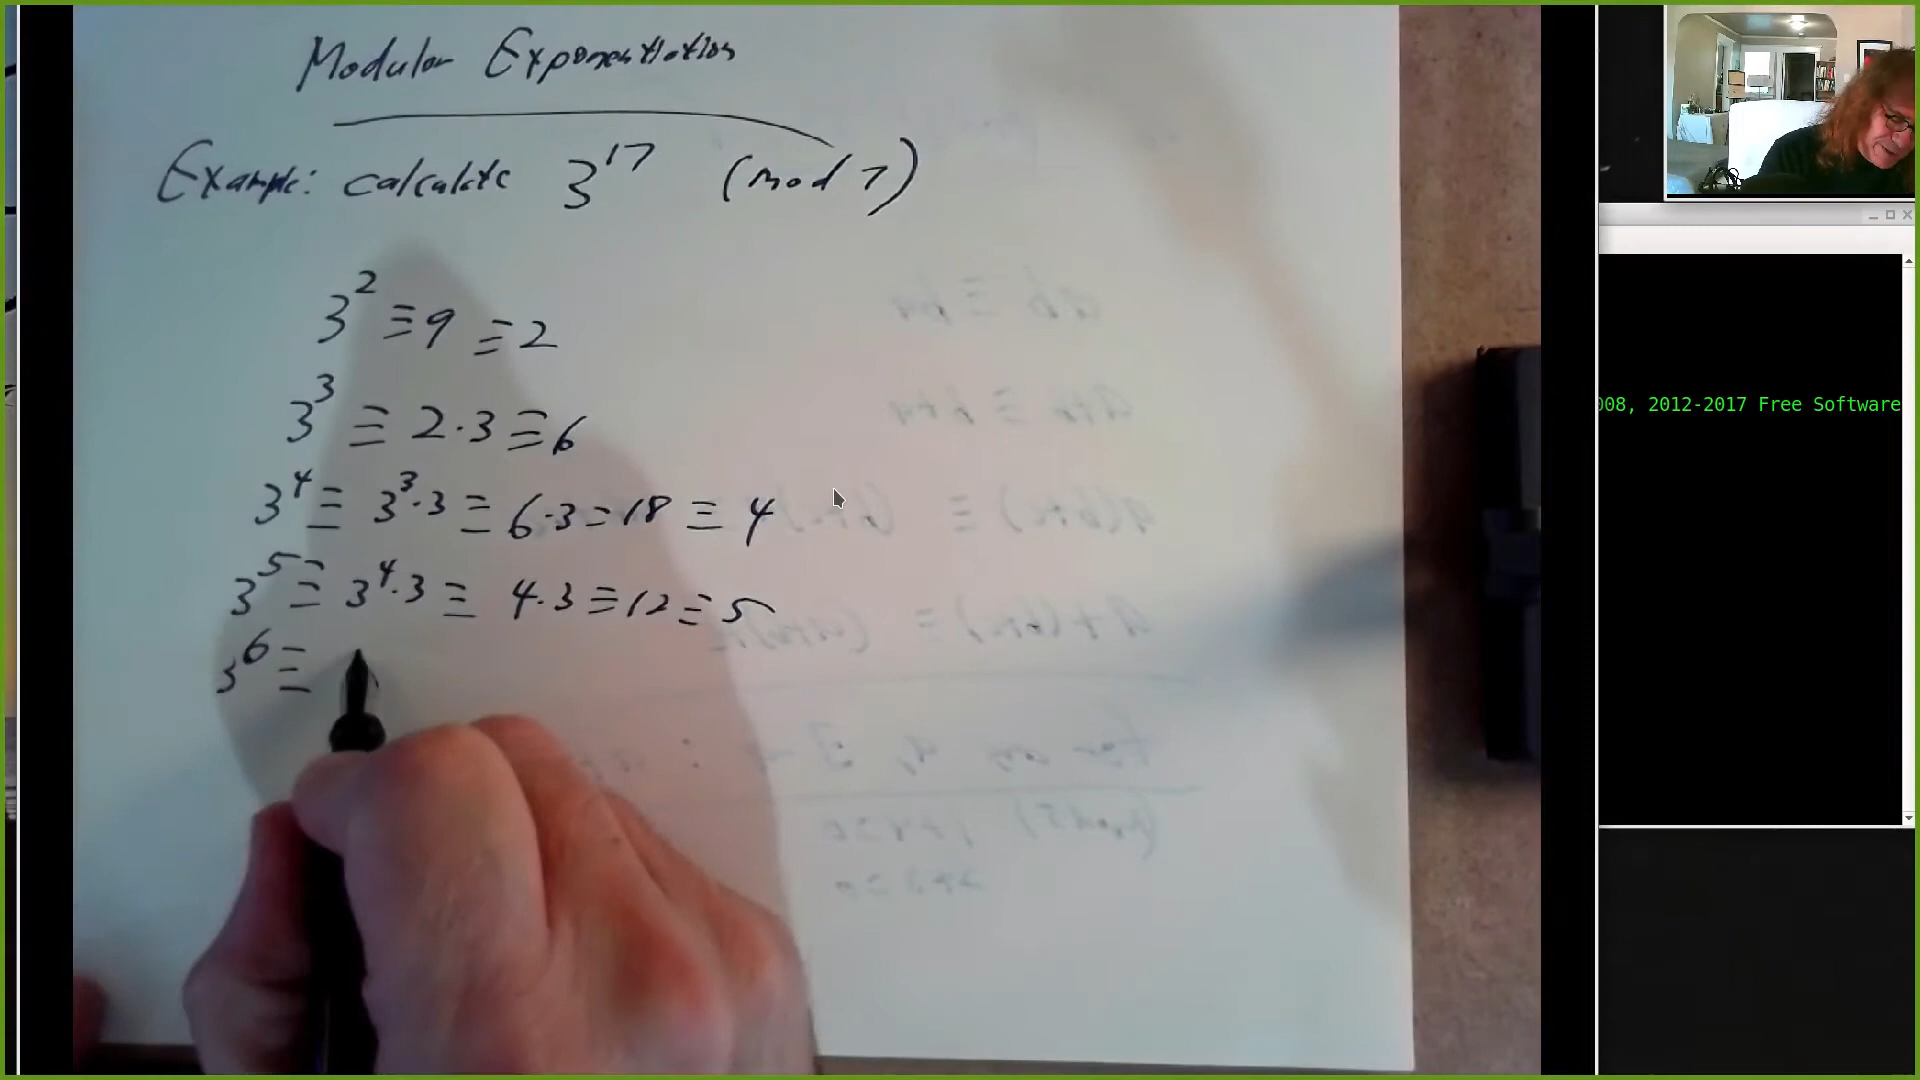 Modular Exponentiation
Example: calculate 3^17 (mod 7)
3^2 ≡ 9 ≡ 2
3^3 ≡ 2·3 ≡ 6
3^4 ≡ 3^3·3 ≡ 6·3 = 18 ≡ 4
3^5 ≡ 3^4·3 ≡ 4·3 ≡ 12 ≡ 5
3^6 ≡
008, 2012-2017 Free Software